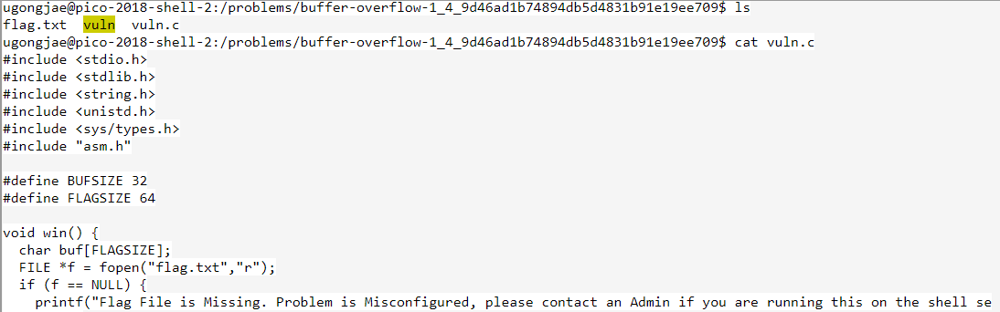 ugongjae@pico-2018-shell-2:/problems/buffer-overflow-1_4_9d46ad1b74894db5d4831b91e19ee709$ ls
flag.txt  vuln  vuln.c
ugongjae@pico-2018-shell-2:/problems/buffer-overflow-1_4_9d46ad1b74894db5d4831b91e19ee709$ cat vuln.c
#include <stdio.h>
#include <stdlib.h>
#include <string.h>
#include <unistd.h>
#include <sys/types.h>
#include "asm.h"

#define BUFSIZE 32
#define FLAGSIZE 64

void win() {
  char buf[FLAGSIZE];
  FILE *f = fopen("flag.txt","r");
  if (f == NULL) {
    printf("Flag File is Missing. Problem is Misconfigured, please contact an Admin if you are running this on the shell se